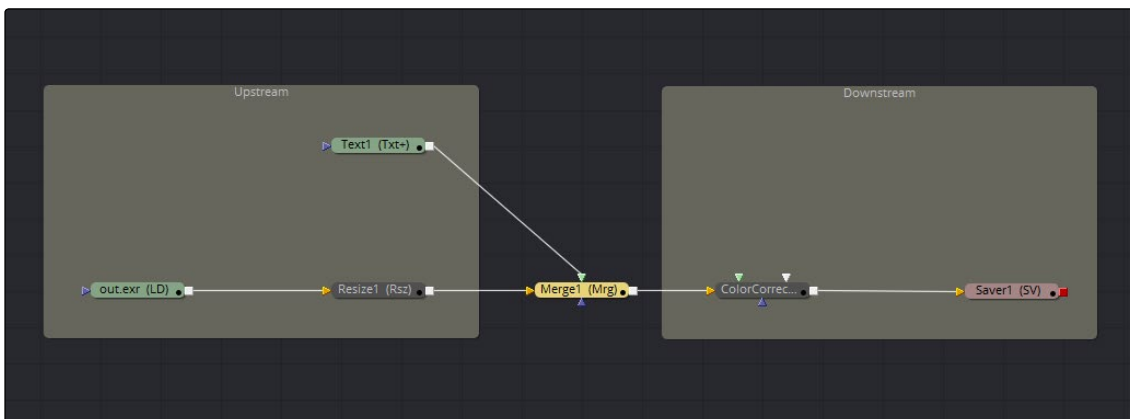 Upstream
Downstream
Text1 (Txt+)
out.exr (LD)
Resize1 (Rsz)
Merge1 (Mrg)
ColorCorrec...
Saver1 (SV)